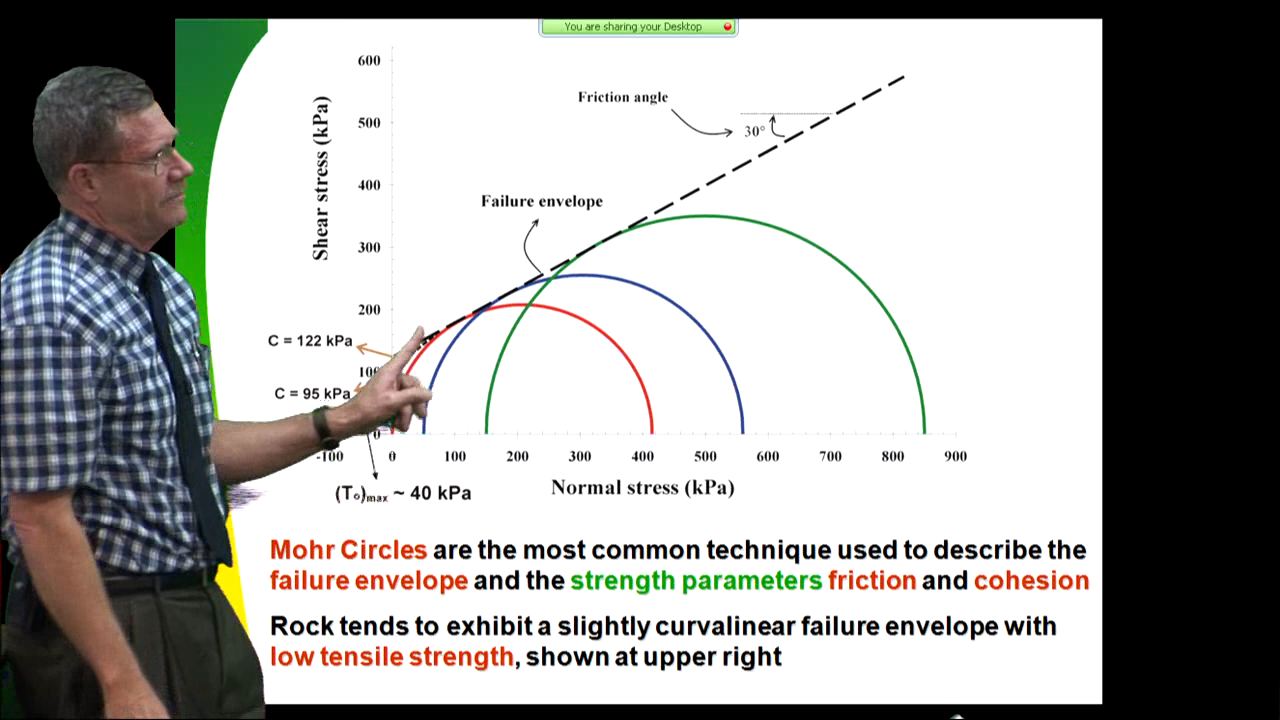 You are sharing your Desktop
600
500
400
300
200
100
0
Shear stress (kPa)
Friction angle
30°
Failure envelope
C = 122 kPa
C = 95 kPa
-100 0 100 200 300 400 500 600 700 800 900
(To)max ~ 40 kPa
Normal stress (kPa)
Mohr Circles are the most common technique used to describe the
failure envelope and the strength parameters friction and cohesion
Rock tends to exhibit a slightly curvalinear failure envelope with
low tensile strength, shown at upper right